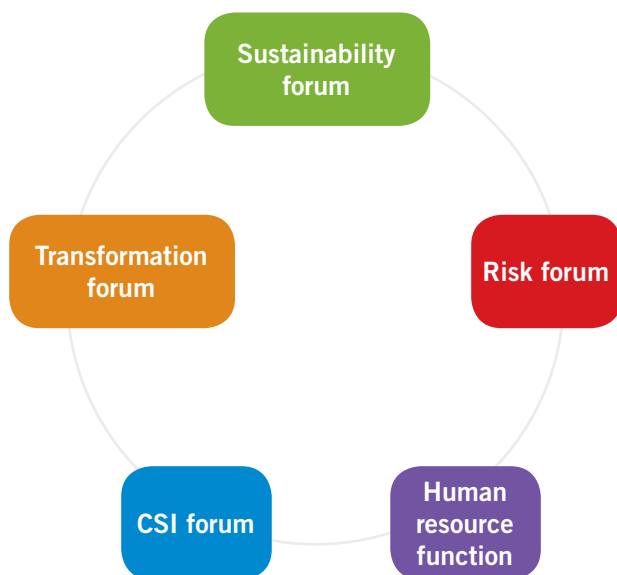 Sustainability
forum
Transformation
forum
Risk forum
CSI forum
Human
resource
function